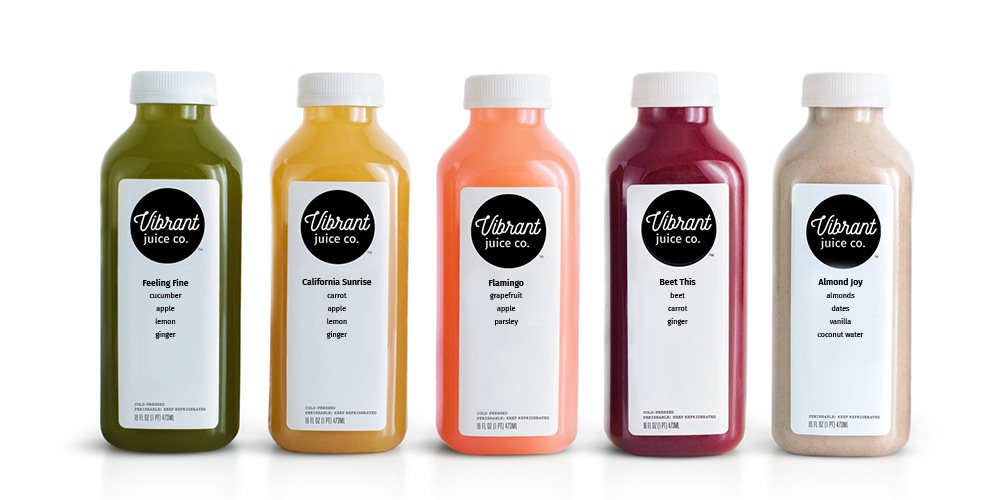 Vibrant
juice co.
™
Feeling Fine
cucumber
apple
lemon
ginger
COLD-PRESSED
PERISHABLE: KEEP REFRIGERATED
16 FL OZ (1 PT) 473ML
Vibrant
juice co.
™
California Sunrise
carrot
apple
lemon
ginger
COLD-PRESSED
PERISHABLE: KEEP REFRIGERATED
16 FL OZ (1 PT) 473ML
Vibrant
juice co.
™
Flamingo
grapefruit
apple
parsley
COLD-PRESSED
PERISHABLE: KEEP REFRIGERATED
16 FL OZ (1 PT) 473ML
Vibrant
juice co.
™
Beet This
beet
carrot
ginger
COLD-PRESSED
PERISHABLE: KEEP REFRIGERATED
16 FL OZ (1 PT) 473ML
Vibrant
juice co.
™
Almond Joy
almonds
dates
vanilla
coconut water
PERISHABLE: KEEP REFRIGERATED
16 FL OZ (1 PT) 473ML